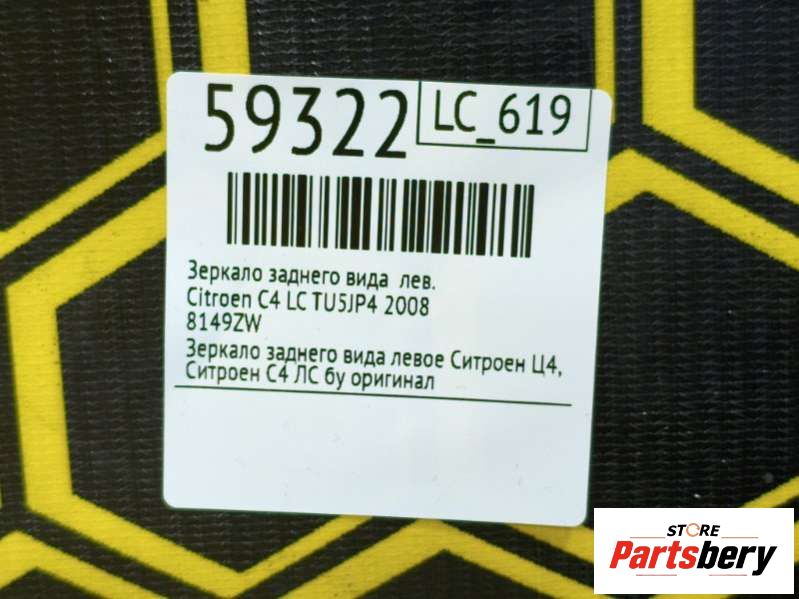 59322
LC_619
Зеркало заднего вида лев.
Citroen C4 LC TU5JP4 2008
8149ZW
Зеркало заднего вида левое Ситроен Ц4,
Ситроен С4 ЛС бу оригинал
STORE
Partsbery